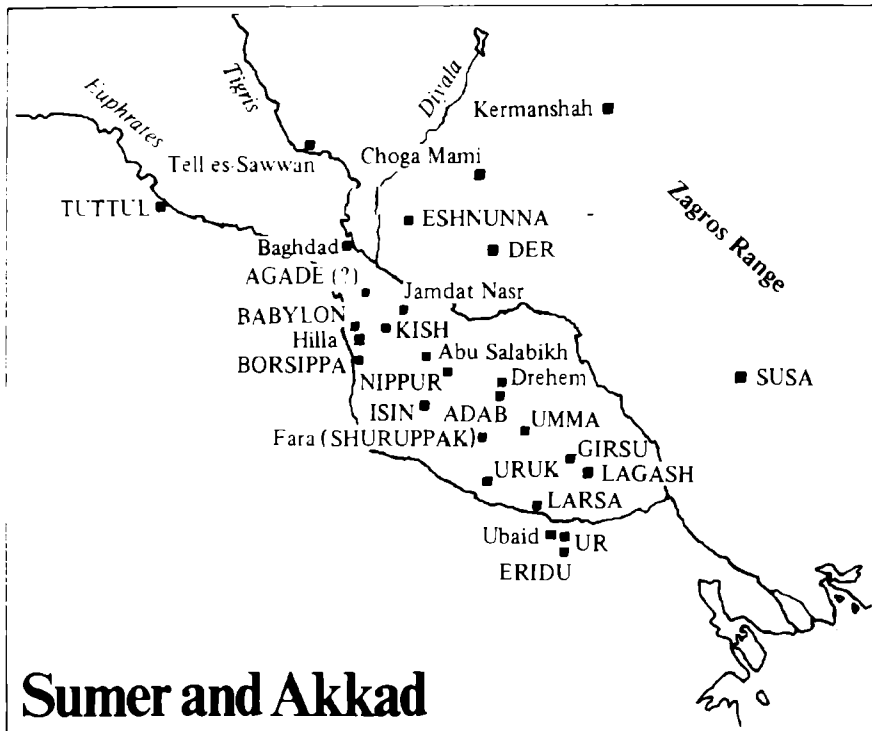 Euphrates
Tigris
Diyala
Kermanshah
Tell es-Sawwan
Choga Mami
TUTTUL
ESHNUNNA
Zagros Range
Baghdad
DER
AGADE (?)
Jamdat Nasr
BABYLON
KISH
Hilla
Abu Salabikh
BORSIPPA
NIPPUR
Drehem
SUSA
ISIN
ADAB
UMMA
Fara (SHURUPPAK)
GIRSU
URUK
LAGASH
LARSA
Ubaid
UR
ERIDU
Sumer and Akkad